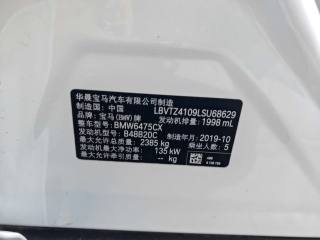 华晨宝马汽车有限公司制造
制造国：中国 LBVTZ4109LSU68629
品牌：宝马(BMW)牌 发动机排量：1998 mL
整车型号：BMW6475CX
发动机型号：B48B20C 制造年月：2019-10
最大允许总质量：2385 kg 乘坐人数：5
发动机最大净功率：135 kW
最大允许牵引质量：-- kg